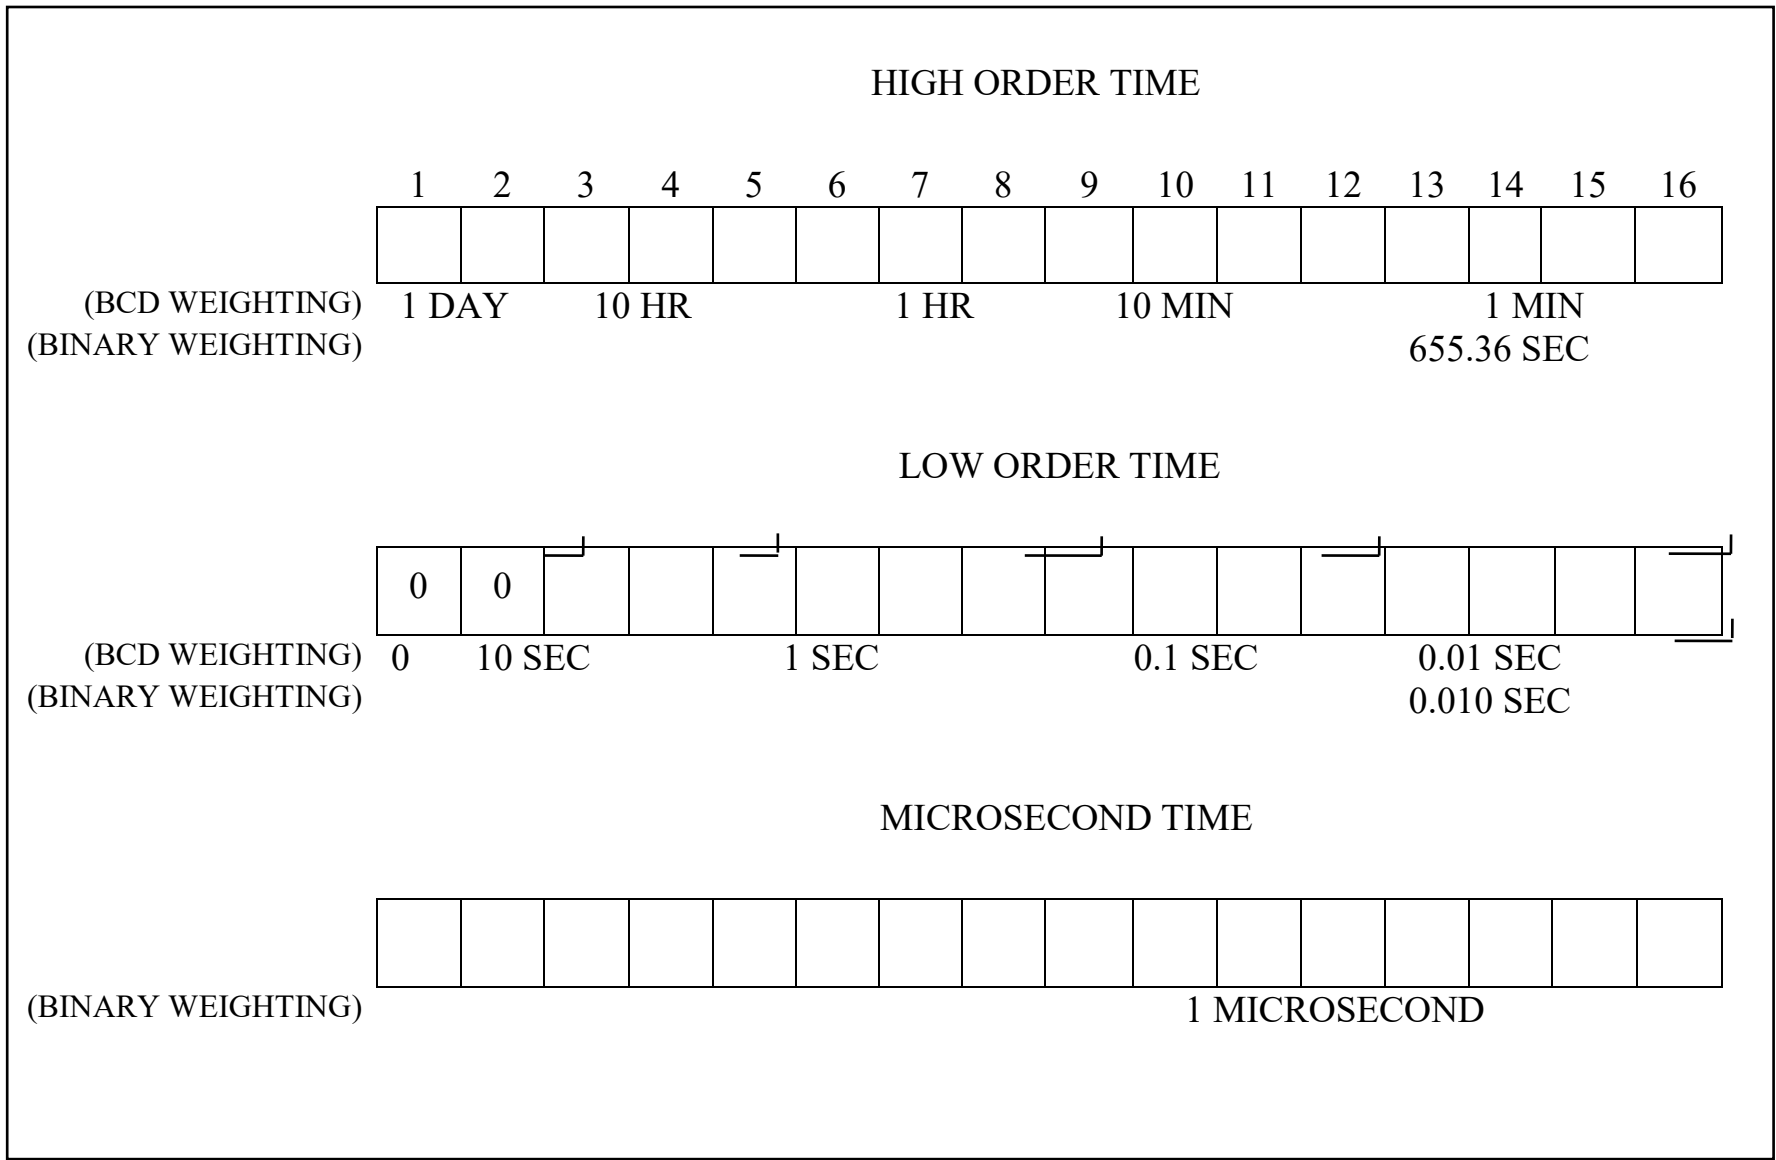 HIGH ORDER TIME
1 2 3 4 5 6 7 8 9 10 11 12 13 14 15 16
(BCD WEIGHTING) 1 DAY 10 HR 1 HR 10 MIN 1 MIN
(BINARY WEIGHTING) 655.36 SEC
LOW ORDER TIME
0 0
(BCD WEIGHTING) 0 10 SEC 1 SEC 0.1 SEC 0.01 SEC
(BINARY WEIGHTING) 0.010 SEC
MICROSECOND TIME
(BINARY WEIGHTING) 1 MICROSECOND